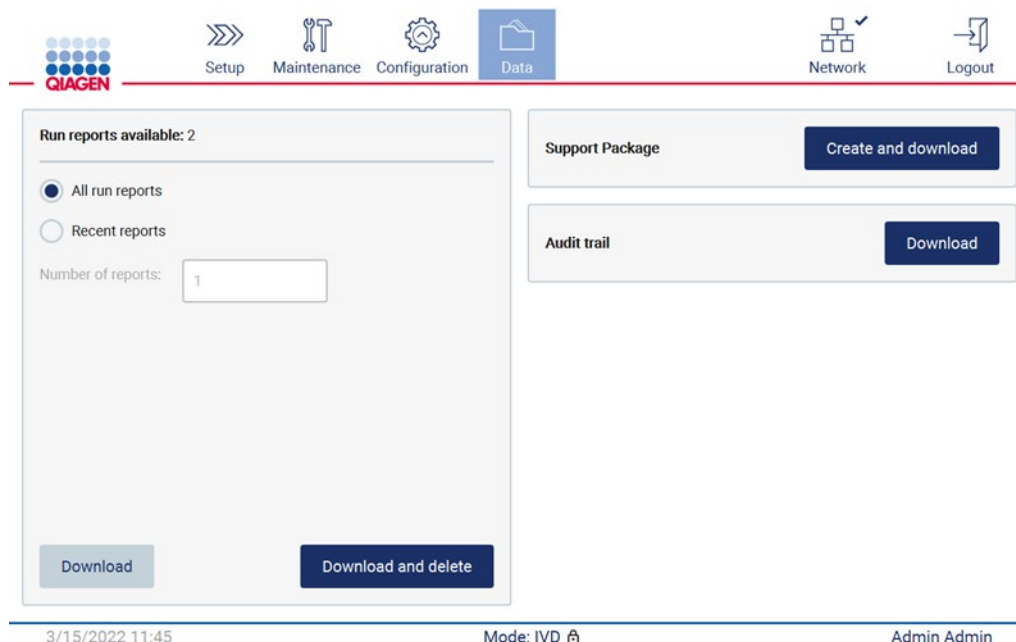 QIAGEN
Setup
Maintenance
Configuration
Data
Network
Logout
Run reports available: 2
All run reports
Recent reports
Number of reports: 1
Download
Download and delete
Support Package
Create and download
Audit trail
Download
3/15/2022 11:45
Mode: IVD
Admin Admin